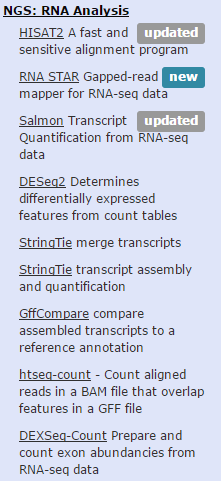 NGS: RNA Analysis
HISAT2 A fast and updated
sensitive alignment program
RNA STAR Gapped-read new
mapper for RNA-seq data
Salmon Transcript updated
Quantification from RNA-seq
data
DESeq2 Determines
differentially expressed
features from count tables
StringTie merge transcripts
StringTie transcript assembly
and quantification
GffCompare compare
assembled transcripts to a
reference annotation
htseq-count - Count aligned
reads in a BAM file that overlap
features in a GFF file
DEXSeq-Count Prepare and
count exon abundancies from
RNA-seq data